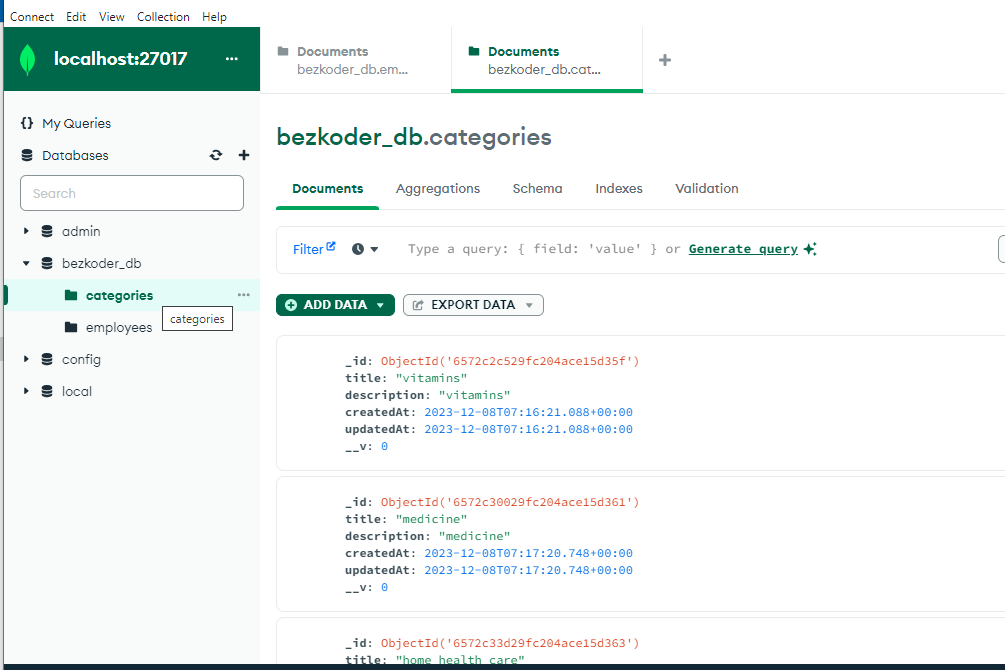 Connect Edit View Collection Help
localhost:27017 ...
Documents
bezkoder_db.em...
Documents
bezkoder_db.cat...
+
{} My Queries
Databases +
Search
admin
bezkoder_db
categories ...
employees
categories
config
local
bezkoder_db.categories
Documents Aggregations Schema Indexes Validation
Filter Type a query: { field: 'value' } or Generate query
ADD DATA EXPORT DATA
_id: ObjectId('6572c2c529fc204ace15d35f')
title: "vitamins"
description: "vitamins"
createdAt: 2023-12-08T07:16:21.088+00:00
updatedAt: 2023-12-08T07:16:21.088+00:00
__v: 0
_id: ObjectId('6572c30029fc204ace15d361')
title: "medicine"
description: "medicine"
createdAt: 2023-12-08T07:17:20.748+00:00
updatedAt: 2023-12-08T07:17:20.748+00:00
__v: 0
_id: ObjectId('6572c33d29fc204ace15d363')
title: "home health care"